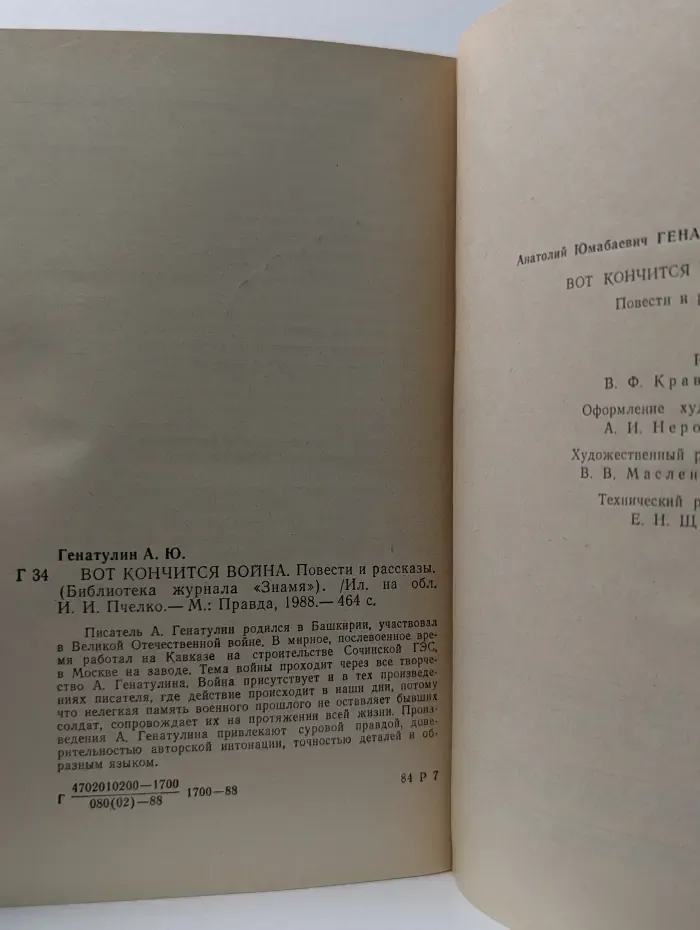 Генатулин А. Ю.
Г 34 ВОТ КОНЧИТСЯ ВОЙНА. Повести и рассказы.
(Библиотека журнала «Знамя»). /Ил. на обл.
И. И. Пчелко.— М.: Правда, 1988.— 464 с.
Писатель А. Генатулин родился в Башкирии, участвовал
в Великой Отечественной войне. В мирное, послевоенное вре-
мя работал на Кавказе на строительстве Сочинской ГЭС,
в Москве на заводе. Тема войны проходит через все творче-
ство А. Генатулина. Война присутствует и в тех произведе-
ниях писателя, где действие происходит в наши дни, потому
что нелегкая память военного прошлого не оставляет бывших
солдат, сопровождает их на протяжении всей жизни. Произ-
ведения А. Генатулина привлекают суровой правдой, дове-
рительностью авторской интонации, точностью деталей и об-
разным языком.
Г 4702010200—1700
080(02)—88 1700—88
84 Р 7
Анатолий Юмабаевич ГЕНА
ВОТ КОНЧИТСЯ
Повести и
В. Ф. Крав
Оформление худ
А. И. Неро
Художественный р
В. В. Маслен
Технический р
Е. Н. Щ